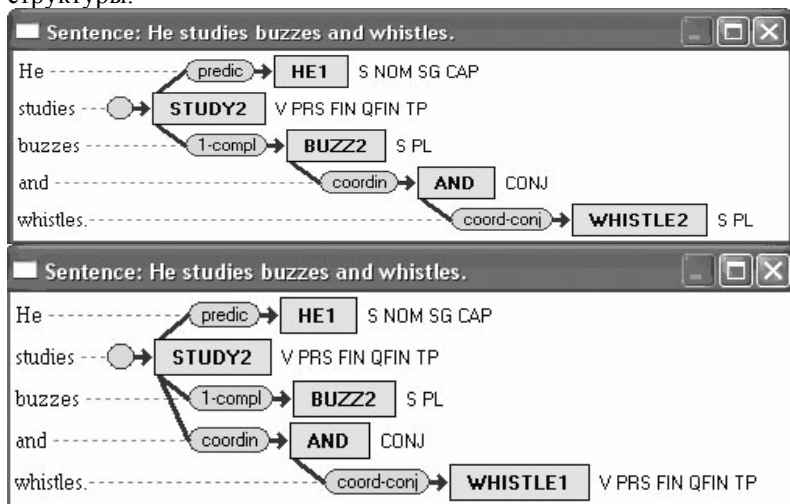 структуры.
Sentence: He studies buzzes and whistles.
He predic HE1 S NOM SG CAP
studies STUDY2 V PRS FIN QFIN TP
buzzes 1-compl BUZZ2 S PL
and coordin AND CONJ
whistles. coord-conj WHISTLE2 S PL
Sentence: He studies buzzes and whistles.
He predic HE1 S NOM SG CAP
studies STUDY2 V PRS FIN QFIN TP
buzzes 1-compl BUZZ2 S PL
and coordin AND CONJ
whistles. coord-conj WHISTLE1 V PRS FIN QFIN TP